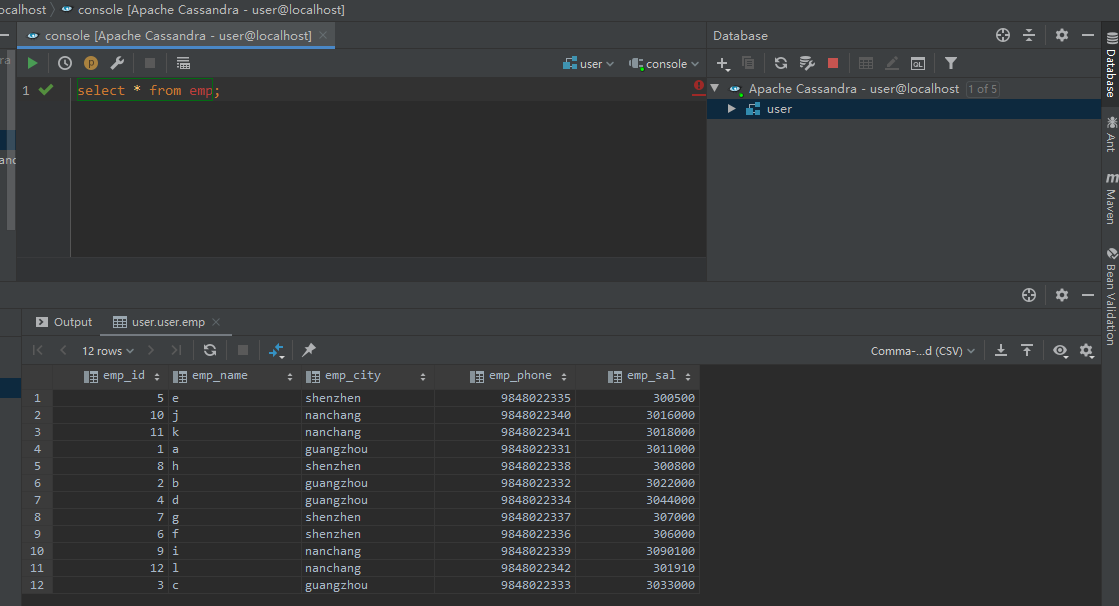 ocalhost console [Apache Cassandra - user@localhost]
console [Apache Cassandra - user@localhost]
Database
user console
1 select * from emp;
Apache Cassandra - user@localhost 1 of 5
user
Database
Ant
Maven
Bean Validation
Output user.user.emp
12 rows Comma-...d (CSV)
emp_id emp_name emp_city emp_phone emp_sal
1 5 e shenzhen 9848022335 300500
2 10 j nanchang 9848022340 3016000
3 11 k nanchang 9848022341 3018000
4 1 a guangzhou 9848022331 3011000
5 8 h shenzhen 9848022338 300800
6 2 b guangzhou 9848022332 3022000
7 4 d guangzhou 9848022334 3044000
8 7 g shenzhen 9848022337 307000
9 6 f shenzhen 9848022336 306000
10 9 i nanchang 9848022339 3090100
11 12 l nanchang 9848022342 301910
12 3 c guangzhou 9848022333 3033000